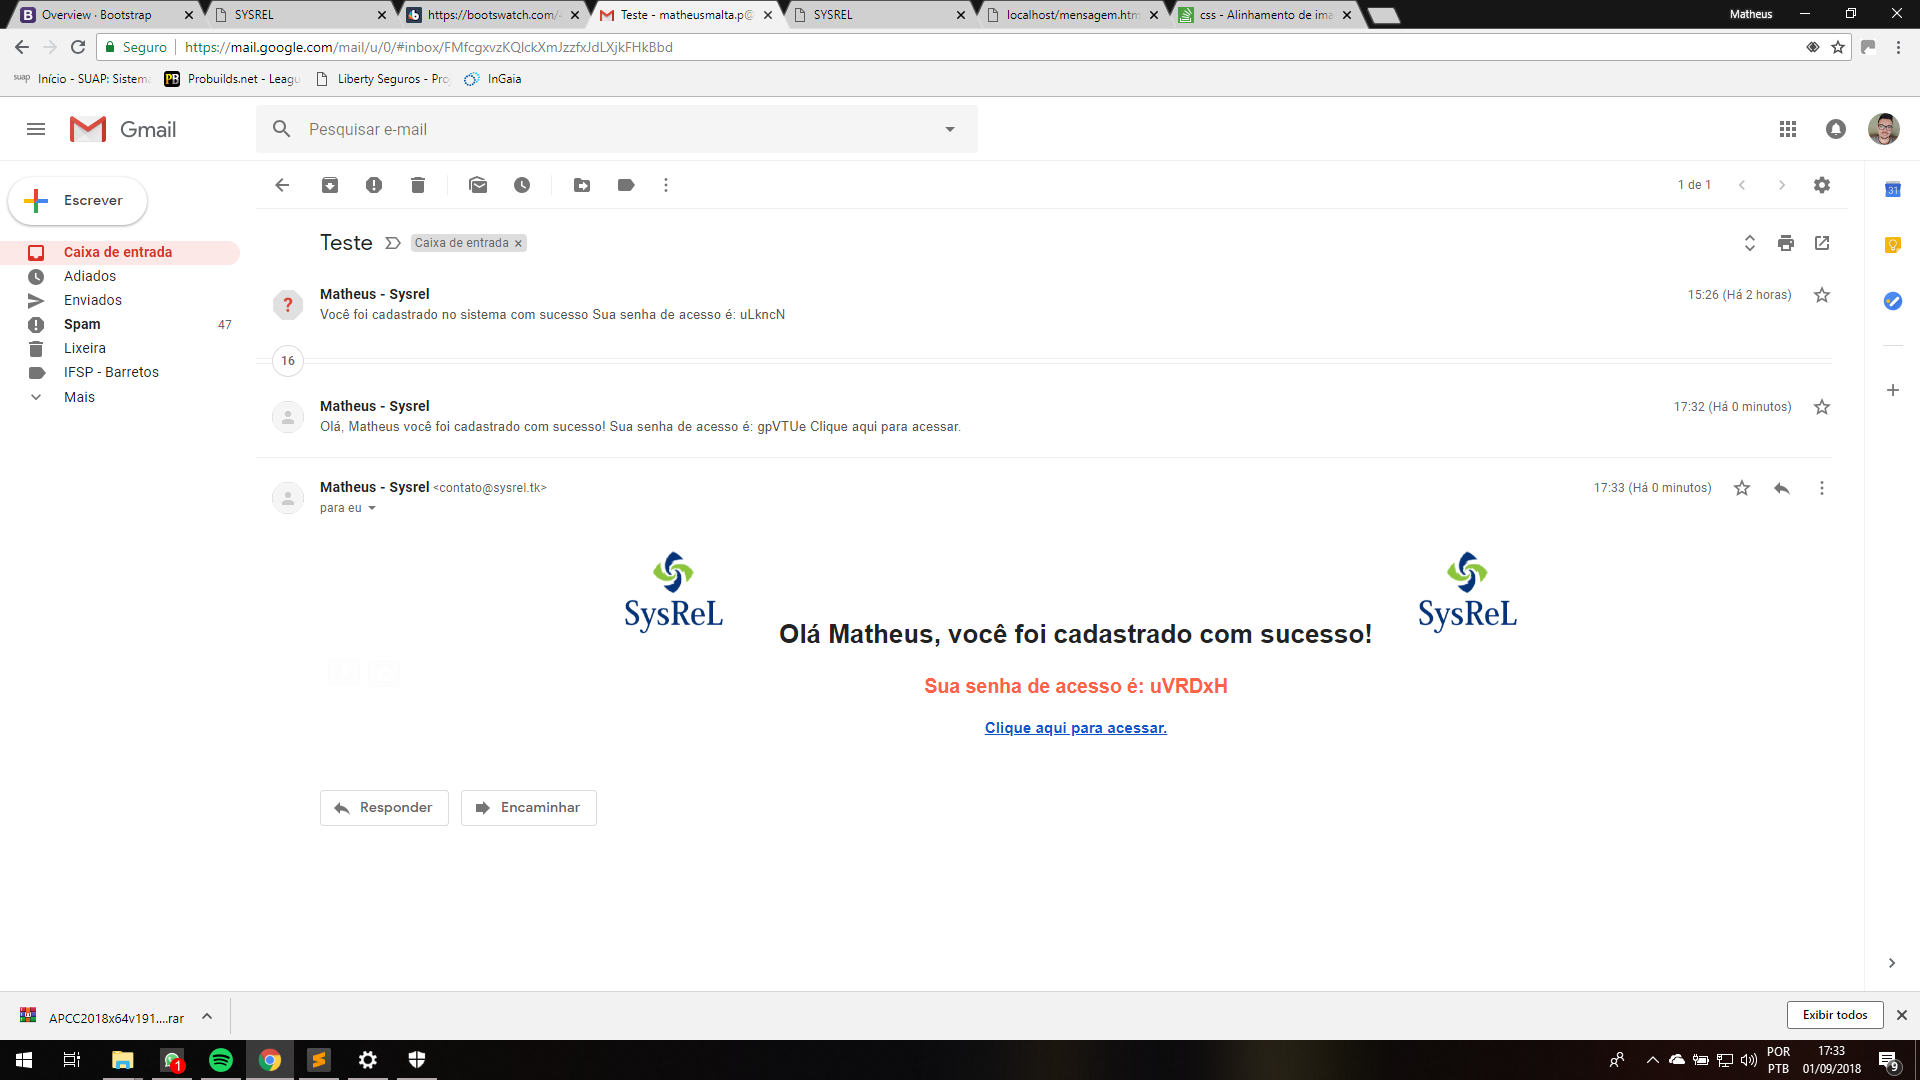 Overview · Bootstrap
SYSREL
https://bootswatch.com/
Teste - matheusmalta.p@
SYSREL
localhost/mensagem.htm
css - Alinhamento de ima
Matheus
Seguro
https://mail.google.com/mail/u/0/#inbox/FMfcgxvzKQlckXmJzzfxJdLXjkFHkBbd
suap Início - SUAP: Sistema
PB Probuilds.net - Leagu
Liberty Seguros - Pro
InGaia
Gmail
Pesquisar e-mail
Escrever
1 de 1
31
Caixa de entrada
Adiados
Enviados
Spam 47
Lixeira
IFSP - Barretos
Mais
Teste
Caixa de entrada
Matheus - Sysrel
15:26 (Há 2 horas)
Você foi cadastrado no sistema com sucesso Sua senha de acesso é: uLkncN
16
Matheus - Sysrel
17:32 (Há 0 minutos)
Olá, Matheus você foi cadastrado com sucesso! Sua senha de acesso é: gpVTUe Clique aqui para acessar.
Matheus - Sysrel <contato@sysrel.tk>
17:33 (Há 0 minutos)
para eu
SysReL
SysReL
Olá Matheus, você foi cadastrado com sucesso!
Sua senha de acesso é: uVRDxH
Clique aqui para acessar.
Responder
Encaminhar
APCC2018x64v191....rar
Exibir todos
1
POR
PTB
17:33
01/09/2018
9